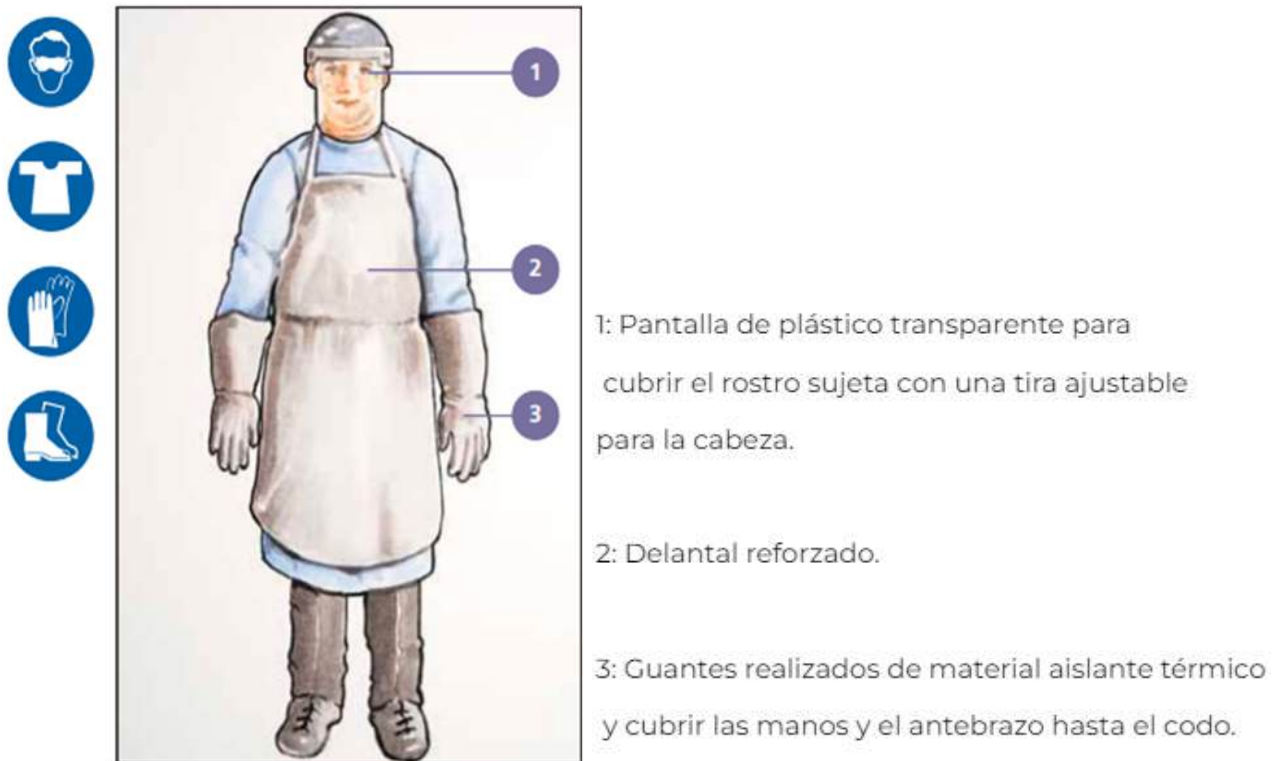 1
2
3
1: Pantalla de plástico transparente para
cubrir el rostro sujeta con una tira ajustable
para la cabeza.
2: Delantal reforzado.
3: Guantes realizados de material aislante térmico
y cubrir las manos y el antebrazo hasta el codo.